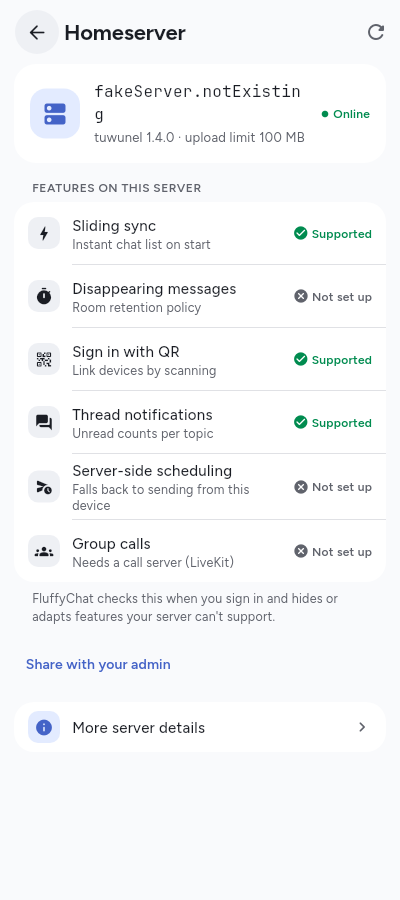 Homeserver
fakeServer.notExistin
g
Online
tuwunel 1.4.0 · upload limit 100 MB
FEATURES ON THIS SERVER
Sliding sync
Instant chat list on start
Supported
Disappearing messages
Room retention policy
Not set up
Sign in with QR
Link devices by scanning
Supported
Thread notifications
Unread counts per topic
Supported
Server-side scheduling
Falls back to sending from this
device
Not set up
Group calls
Needs a call server (LiveKit)
Not set up
FluffyChat checks this when you sign in and hides or
adapts features your server can't support.
Share with your admin
More server details